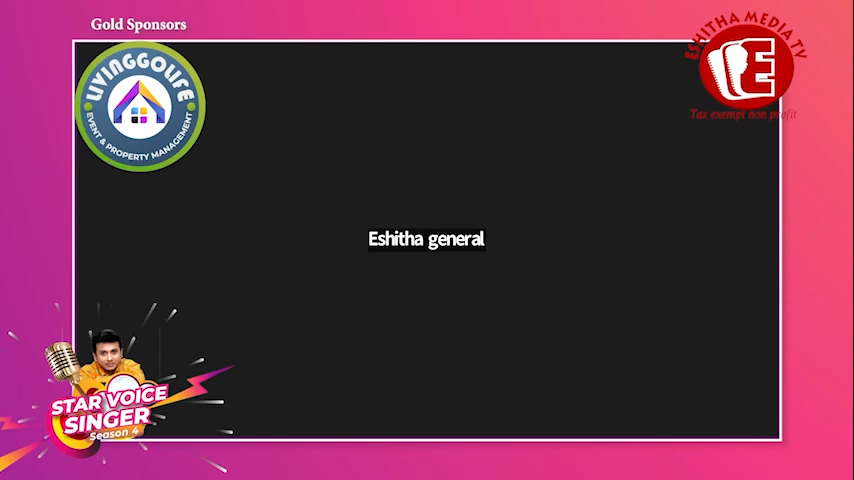 Gold Sponsors
LIVINGGOLIFE
EVENT & PROPERTY MANAGEMENT
ESHITHA MEDIA TV
E
Tax exempt non profit
Eshitha general
STAR VOICE
SINGER
Season 4